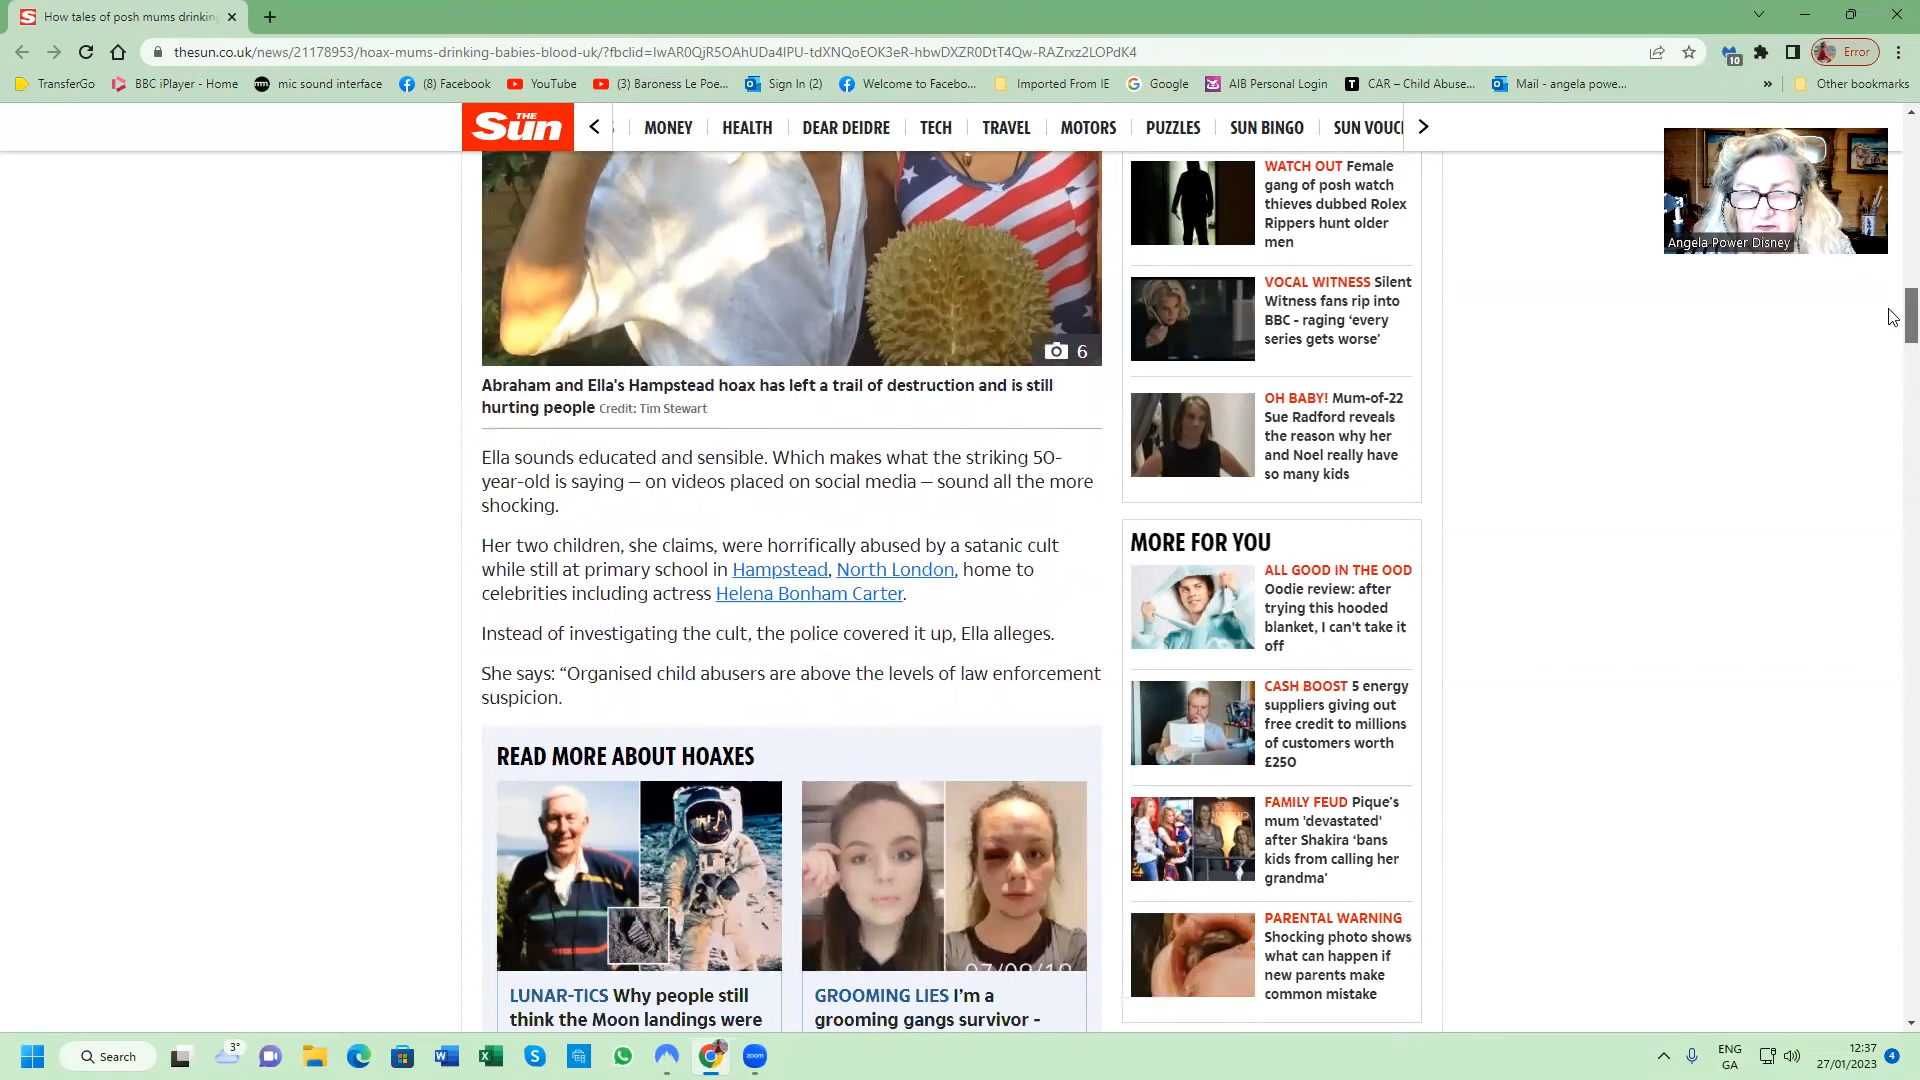 How tales of posh mums drinkin
thesun.co.uk/news/21178953/hoax-mums-drinking-babies-blood-uk/?fbclid=IwAR0QjR5OAhUDa4IPU-tdXNQoEOK3eR-hbwDXZR0DtT4Qw-RAZrxz2LOPdK4
10
Error
TransferGo
BBC iPlayer - Home
mic sound interface
(8) Facebook
YouTube
(3) Baroness Le Poe...
Sign In (2)
Welcome to Facebo...
Imported From IE
Google
AIB Personal Login
CAR – Child Abuse...
Mail - angela powe...
»
Other bookmarks
THE
Sun
MONEY
HEALTH
DEAR DEIDRE
TECH
TRAVEL
MOTORS
PUZZLES
SUN BINGO
SUN VOUC
Angela Power Disney
6
Abraham and Ella's Hampstead hoax has left a trail of destruction and is still
hurting people Credit: Tim Stewart
Ella sounds educated and sensible. Which makes what the striking 50-
year-old is saying – on videos placed on social media – sound all the more
shocking.
Her two children, she claims, were horrifically abused by a satanic cult
while still at primary school in Hampstead, North London, home to
celebrities including actress Helena Bonham Carter.
Instead of investigating the cult, the police covered it up, Ella alleges.
She says: “Organised child abusers are above the levels of law enforcement
suspicion.
READ MORE ABOUT HOAXES
LUNAR-TICS Why people still
think the Moon landings were
07/08/19
GROOMING LIES I’m a
grooming gangs survivor -
WATCH OUT Female
gang of posh watch
thieves dubbed Rolex
Rippers hunt older
men
VOCAL WITNESS Silent
Witness fans rip into
BBC - raging ‘every
series gets worse’
OH BABY! Mum-of-22
Sue Radford reveals
the reason why her
and Noel really have
so many kids
MORE FOR YOU
ALL GOOD IN THE OOD
Oodie review: after
trying this hooded
blanket, I can't take it
off
CASH BOOST 5 energy
suppliers giving out
free credit to millions
of customers worth
£250
FAMILY FEUD Pique’s
mum 'devastated'
after Shakira ‘bans
kids from calling her
grandma’
PARENTAL WARNING
Shocking photo shows
what can happen if
new parents make
common mistake
Search
3°
zoom
ENG
GA
12:37
27/01/2023
4